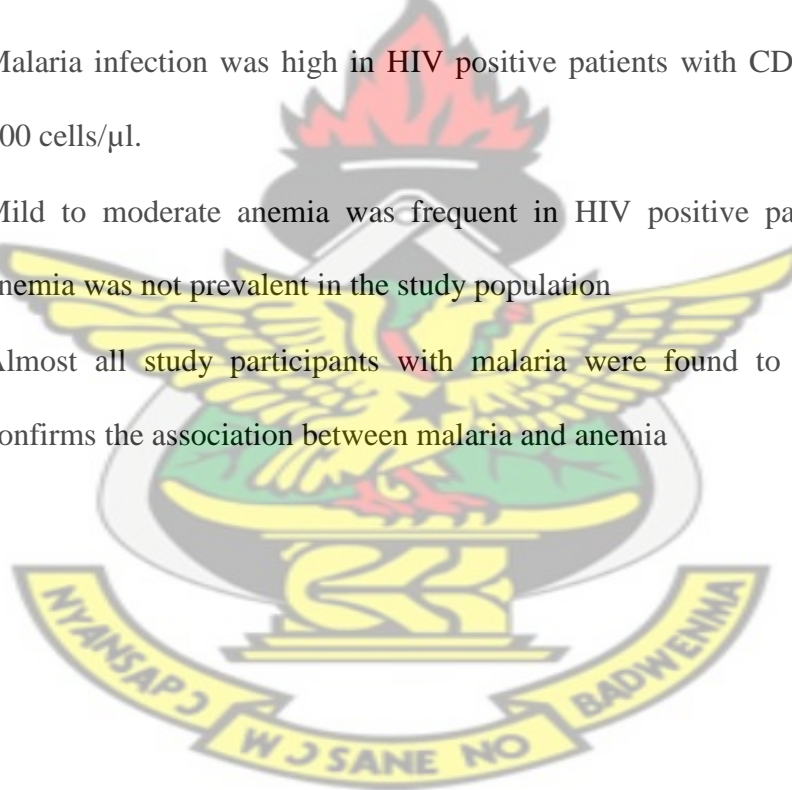 Malaria infection was high in HIV positive patients with CD
00 cells/µl.
Mild to moderate anemia was frequent in HIV positive pa
nemia was not prevalent in the study population
Almost all study participants with malaria were found to
confirms the association between malaria and anemia
NYANSAPƆ
WƆSANE NO
BADWENMA